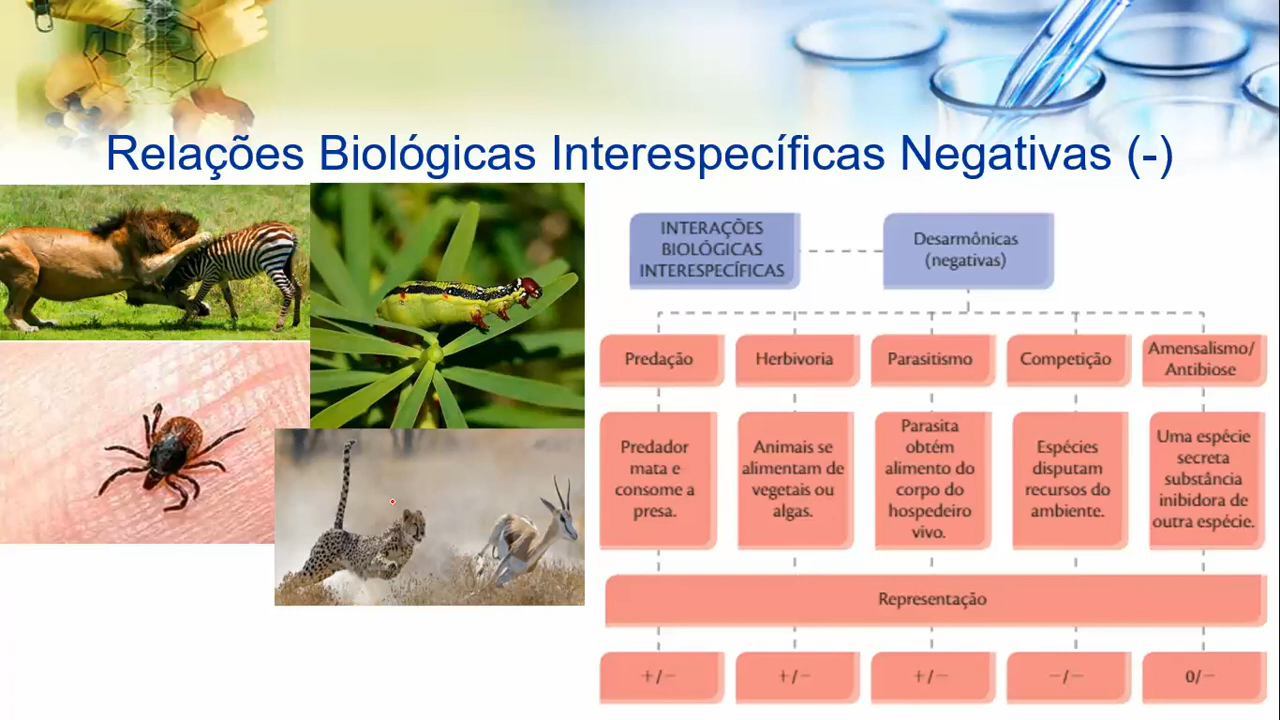 Relações Biológicas Interespecíficas Negativas (-)
INTERAÇÕES
BIOLÓGICAS
INTERESPECÍFICAS
Desarmônicas
(negativas)
Predação
Herbivoria
Parasitismo
Competição
Amensalismo/
Antibiose
Predador
mata e
consome a
presa.
Animais se
alimentam de
vegetais ou
algas.
Parasita
obtém
alimento do
corpo do
hospedeiro
vivo.
Espécies
disputam
recursos do
ambiente.
Uma espécie
secreta
substância
inibidora de
outra espécie.
Representação
+/−
+/−
+/−
−/−
0/−